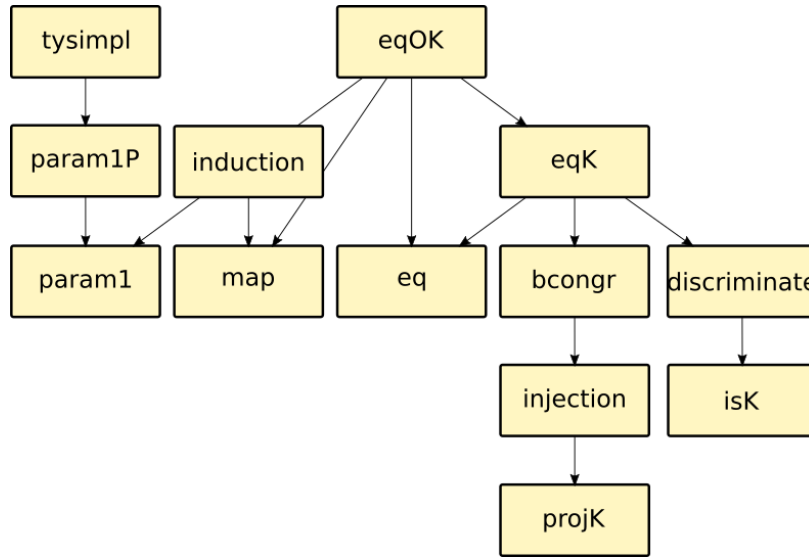 tysimpl
eqOK
param1P
induction
eqK
param1
map
eq
bcongr
discriminate
injection
isK
projK